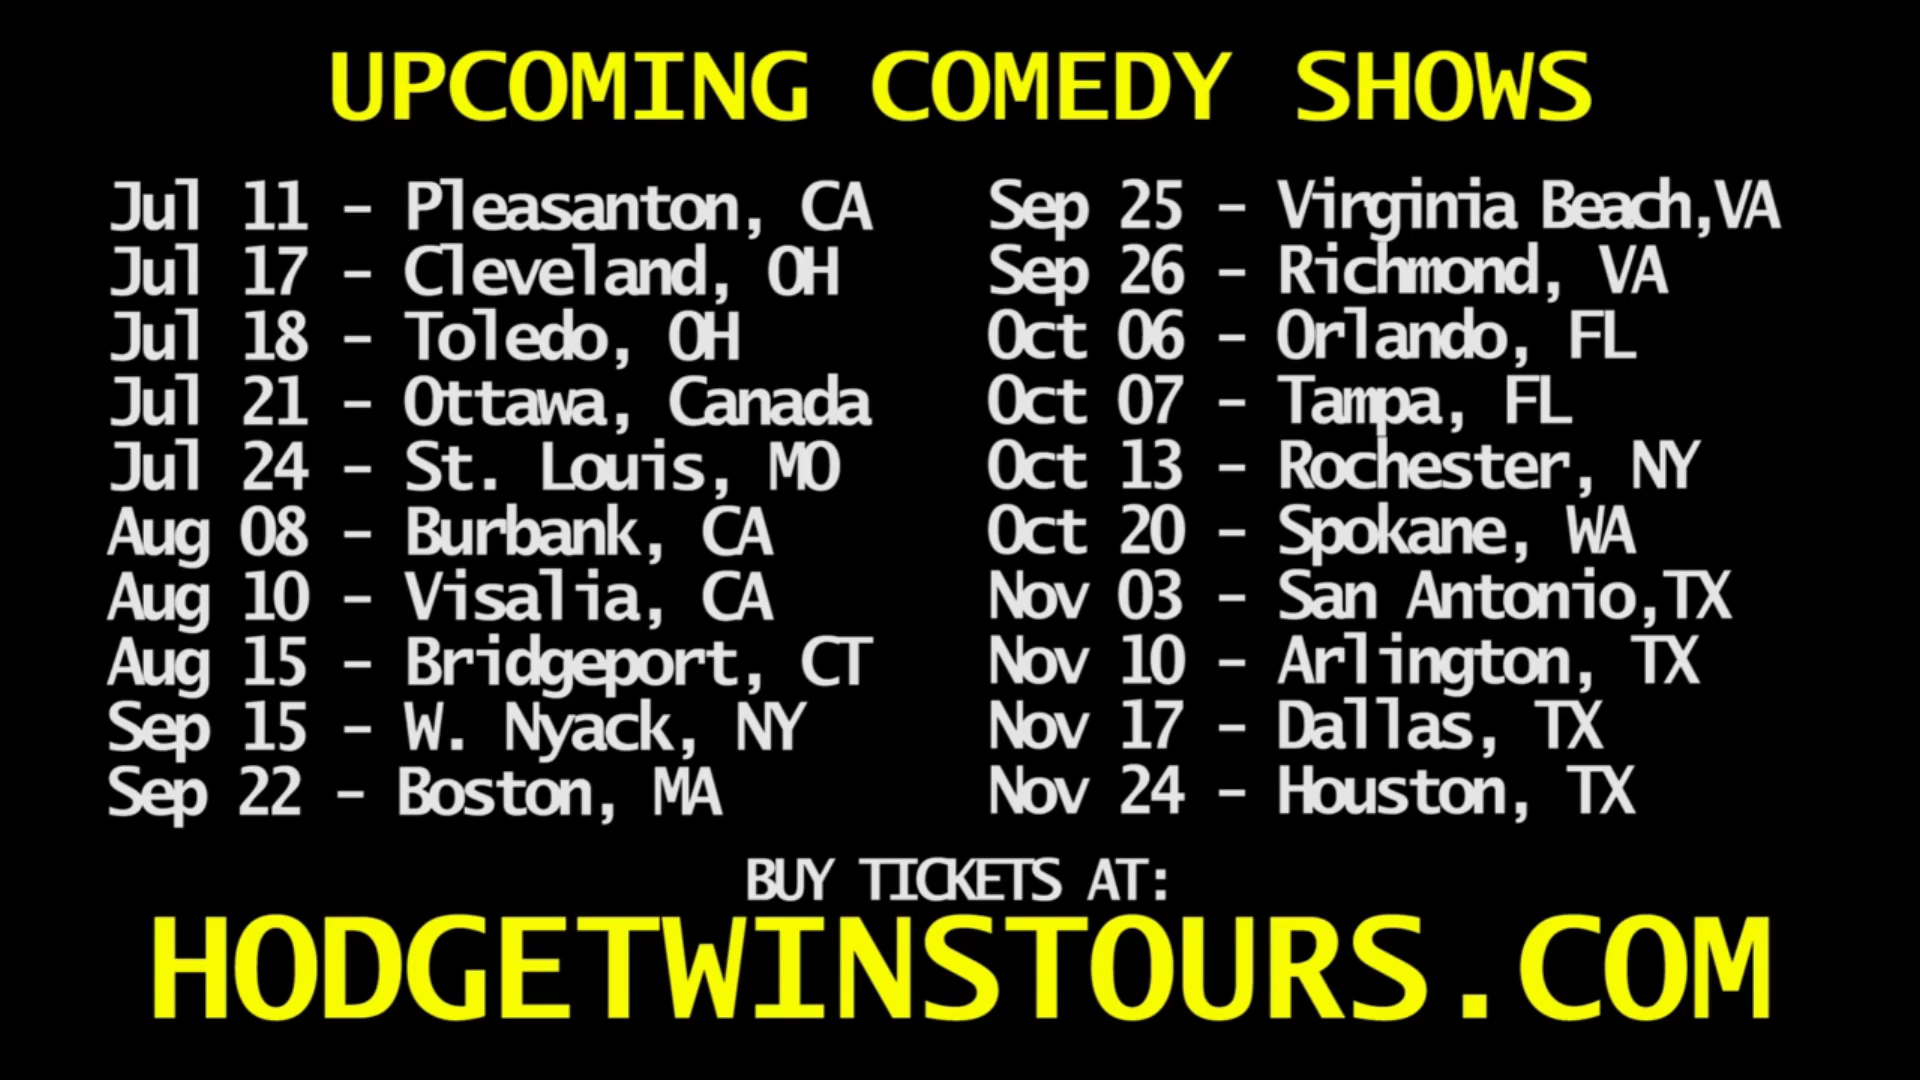 UPCOMING COMEDY SHOWS
Jul 11 - Pleasanton, CA
Jul 17 - Cleveland, OH
Jul 18 - Toledo, OH
Jul 21 - Ottawa, Canada
Jul 24 - St. Louis, MO
Aug 08 - Burbank, CA
Aug 10 - Visalia, CA
Aug 15 - Bridgeport, CT
Sep 15 - W. Nyack, NY
Sep 22 - Boston, MA
Sep 25 - Virginia Beach,VA
Sep 26 - Richmond, VA
Oct 06 - Orlando, FL
Oct 07 - Tampa, FL
Oct 13 - Rochester, NY
Oct 20 - Spokane, WA
Nov 03 - San Antonio,TX
Nov 10 - Arlington, TX
Nov 17 - Dallas, TX
Nov 24 - Houston, TX
BUY TICKETS AT:
HODGETWINSTOURS.COM